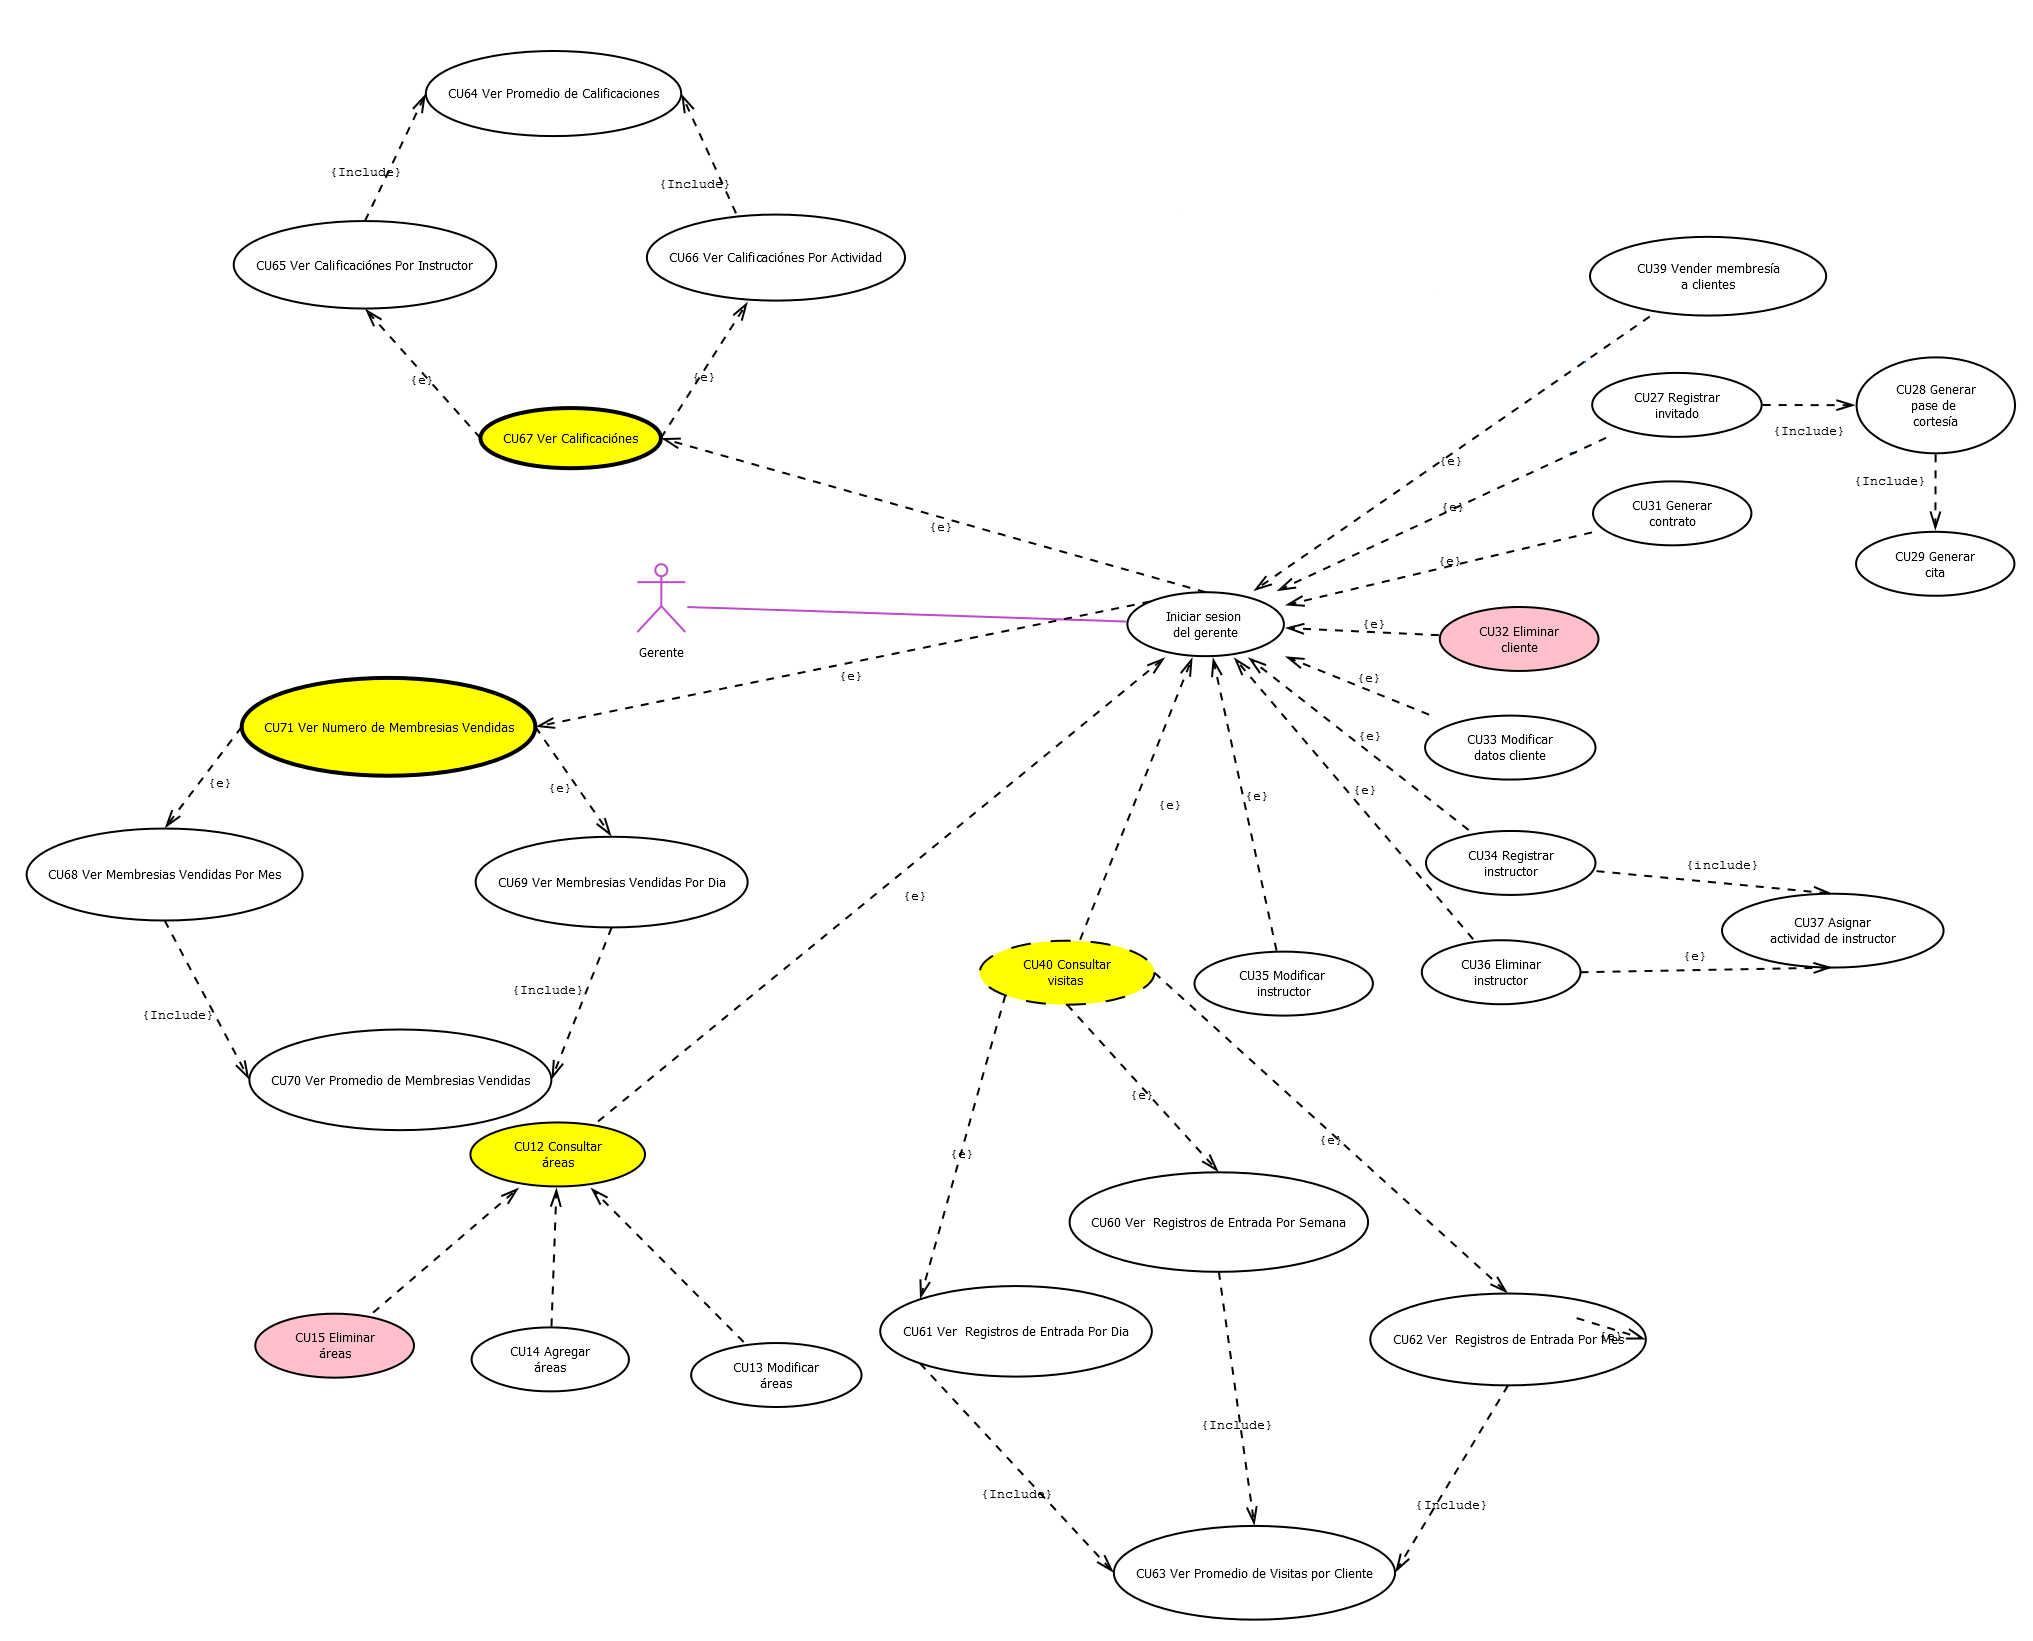 CU64 Ver Promedio de Calificaciones
{Include}
{Include}
CU65 Ver Calificaciónes Por Instructor
CU66 Ver Calificaciónes Por Actividad
{e}
{e}
CU67 Ver Calificaciónes
{e}
CU39 Vender membresía
a clientes
{e}
CU27 Registrar
invitado
{Include}
CU28 Generar
pase de
cortesía
{Include}
CU29 Generar
cita
{e}
CU31 Generar
contrato
{e}
Gerente
Iniciar sesion
del gerente
{e}
CU32 Eliminar
cliente
{e}
CU33 Modificar
datos cliente
{e}
{e}
CU71 Ver Numero de Membresias Vendidas
{e}
{e}
CU68 Ver Membresias Vendidas Por Mes
CU69 Ver Membresias Vendidas Por Dia
{Include}
{Include}
CU70 Ver Promedio de Membresias Vendidas
{e}
{e}
{e}
{e}
CU34 Registrar
instructor
{include}
CU37 Asignar
actividad de instructor
CU36 Eliminar
instructor
{e}
CU40 Consultar
visitas
CU35 Modificar
instructor
CU12 Consultar
áreas
{e}
{e}
{e}
CU60 Ver  Registros de Entrada Por Semana
CU15 Eliminar
áreas
CU14 Agregar
áreas
CU13 Modificar
áreas
CU61 Ver  Registros de Entrada Por Dia
CU62 Ver  Registros de Entrada Por Mes
{e}
{Include}
{Include}
{Include}
CU63 Ver Promedio de Visitas por Cliente